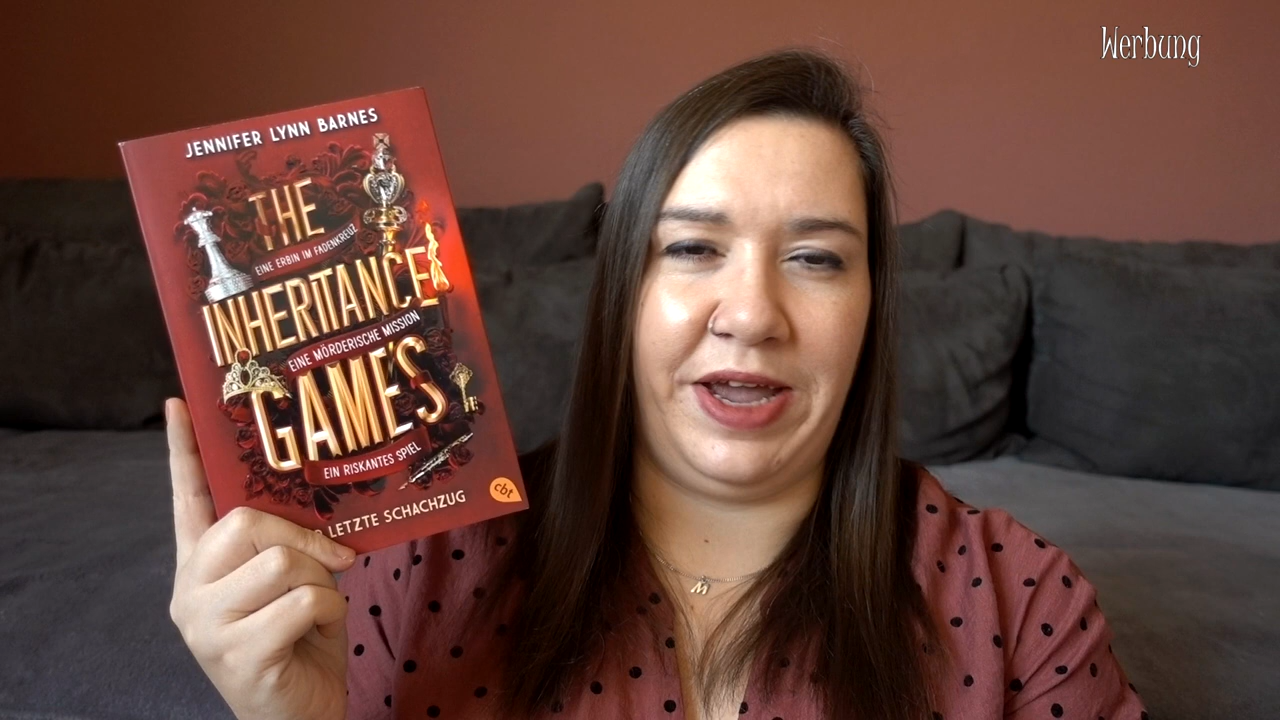 Werbung
JENNIFER LYNN BARNES
THE
EINE ERBIN IM FADENKREUZ
INHERITANCE
EINE MÖRDERISCHE MISSION
GAMES
EIN RISKANTES SPIEL
cbt
LETZTE SCHACHZUG
M